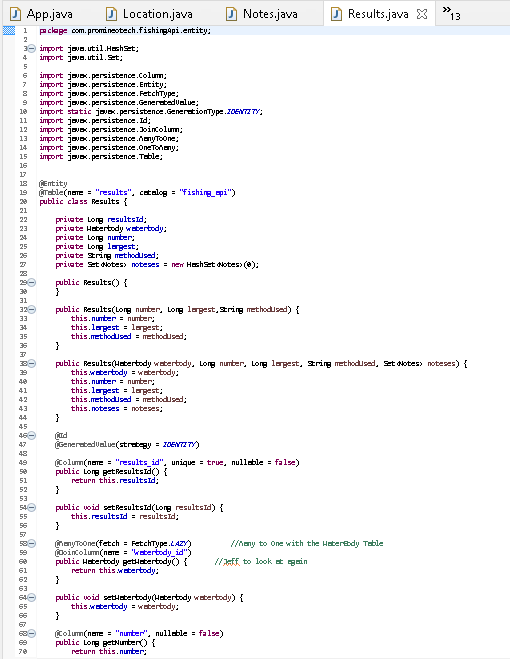 App.java Location.java Notes.java Results.java »13
1 package com.promineotech.fishingApi.entity;
2
3 import java.util.HashSet;
4 import java.util.Set;
5
6 import javax.persistence.Column;
7 import javax.persistence.Entity;
8 import javax.persistence.FetchType;
9 import javax.persistence.GeneratedValue;
10 import static javax.persistence.GenerationType.IDENTITY;
11 import javax.persistence.Id;
12 import javax.persistence.JoinColumn;
13 import javax.persistence.ManyToOne;
14 import javax.persistence.OneToMany;
15 import javax.persistence.Table;
16
17
18 @Entity
19 @Table(name = "results", catalog = "fishing_api")
20 public class Results {
21
22 private Long resultsId;
23 private Waterbody waterbody;
24 private Long number;
25 private Long largest;
26 private String methodUsed;
27 private Set<Notes> noteses = new HashSet<Notes>(0);
28
29 public Results() {
30 }
31
32 public Results(Long number, Long largest,String methodUsed) {
33 this.number = number;
34 this.largest = largest;
35 this.methodUsed = methodUsed;
36 }
37
38 public Results(Waterbody waterbody, Long number, Long largest, String methodUsed, Set<Notes> noteses) {
39 this.waterbody = waterbody;
40 this.number = number;
41 this.largest = largest;
42 this.methodUsed = methodUsed;
43 this.noteses = noteses;
44 }
45
46 @Id
47 @GeneratedValue(strategy = IDENTITY)
48
49 @Column(name = "results_id", unique = true, nullable = false)
50 public Long getResultsId() {
51 return this.resultsId;
52 }
53
54 public void setResultsId(Long resultsId) {
55 this.resultsId = resultsId;
56 }
57
58 @ManyToOne(fetch = FetchType.LAZY) //Many to One with the WaterBody Table
59 @JoinColumn(name = "waterbody_id")
60 public Waterbody getWaterbody() { //Jeff to look at again
61 return this.waterbody;
62 }
63
64 public void setWaterbody(Waterbody waterbody) {
65 this.waterbody = waterbody;
66 }
67
68 @Column(name = "number", nullable = false)
69 public Long getNumber() {
70 return this.number;